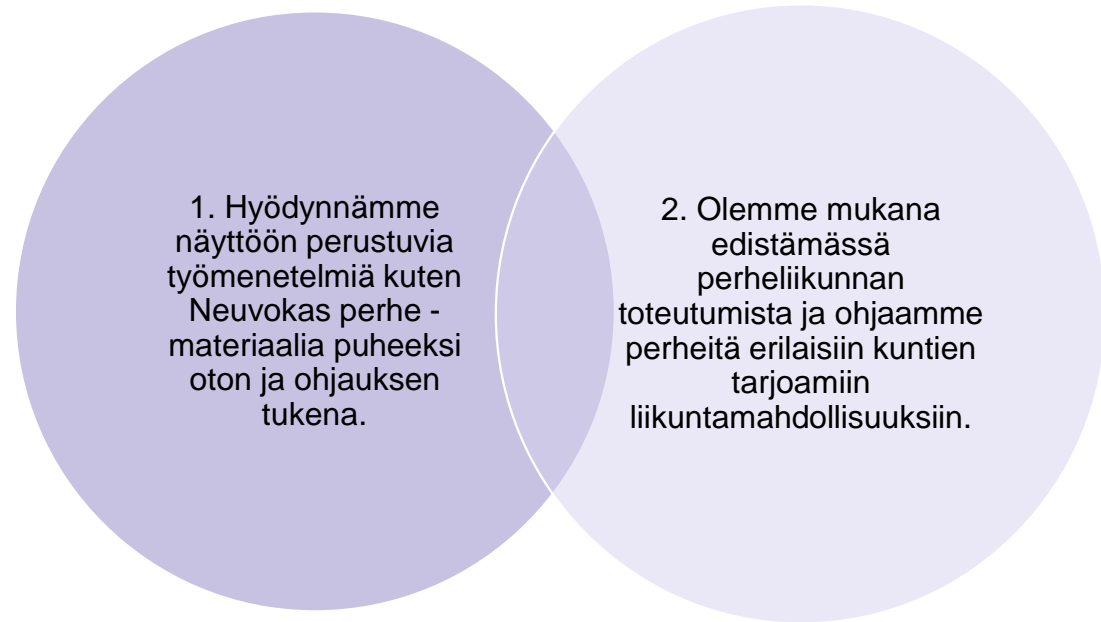 1. Hyödynnämme
näyttöön perustuvia
työmenetelmiä kuten
Neuvokas perhe -
materiaalia puheeksi
oton ja ohjauksen
tukena.
2. Olemme mukana
edistämässä
perheliikunnan
toteutumista ja ohjaamme
perheitä erilaisiin kuntien
tarjoamiin
liikuntamahdollisuuksiin.